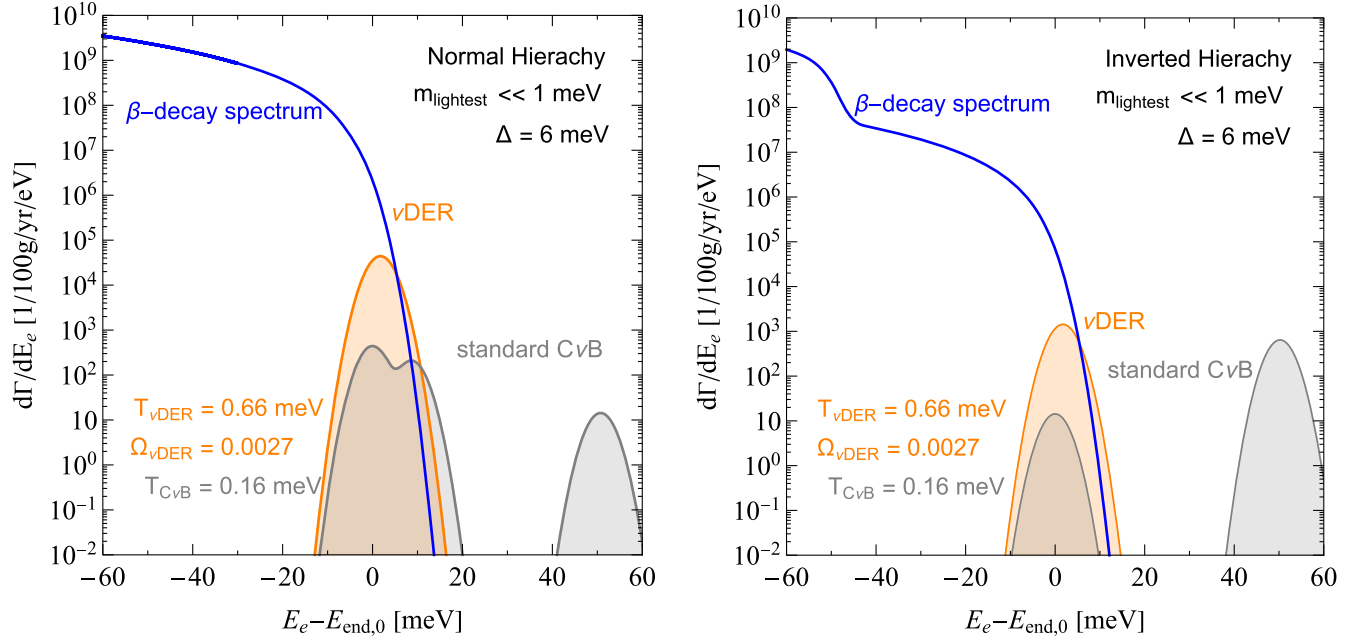 Normal Hierachy
m_lightest << 1 meV
Δ = 6 meV
β−decay spectrum
νDER
standard CνB
T_νDER = 0.66 meV
Ω_νDER = 0.0027
T_CνB = 0.16 meV
dΓ/dE_e [1/100g/yr/eV]
10^10
10^9
10^8
10^7
10^6
10^5
10^4
10^3
10^2
10^1
10^0
10^−1
10^−2
−60 −40 −20 0 20 40 60
E_e−E_end,0 [meV]
Inverted Hierachy
m_lightest << 1 meV
Δ = 6 meV
β−decay spectrum
νDER
standard CνB
T_νDER = 0.66 meV
Ω_νDER = 0.0027
T_CνB = 0.16 meV
dΓ/dE_e [1/100g/yr/eV]
10^10
10^9
10^8
10^7
10^6
10^5
10^4
10^3
10^2
10^1
10^0
10^−1
10^−2
−60 −40 −20 0 20 40 60
E_e−E_end,0 [meV]